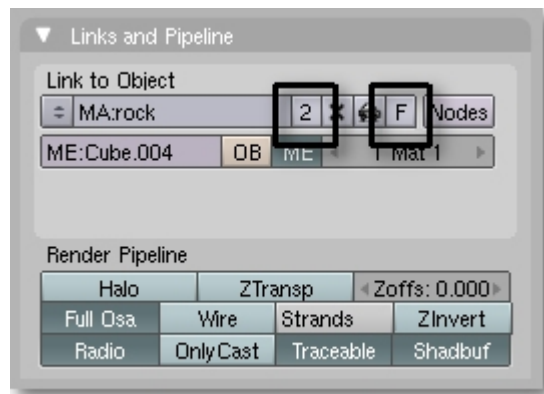 Links and Pipeline
Link to Object
MA:rock 2 F Nodes
ME:Cube.004 OB ME 1 Mat 1
Render Pipeline
Halo ZTransp Zoffs: 0.000
Full Osa Wire Strands ZInvert
Radio OnlyCast Traceable Shadbuf